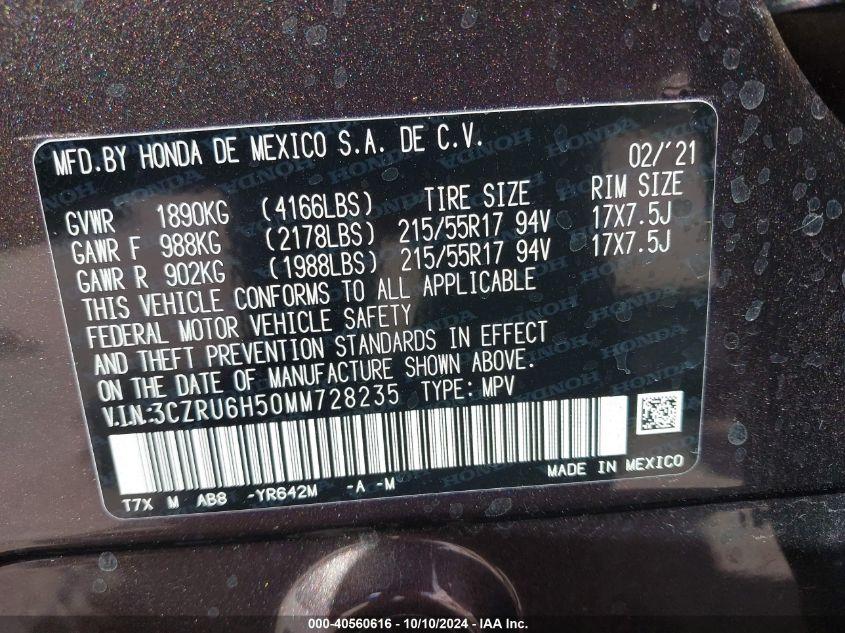 MFD.BY HONDA DE MEXICO S.A. DE C.V. 02/'21
GVWR 1890KG (4166LBS) TIRE SIZE RIM SIZE
GAWR F 988KG (2178LBS) 215/55R17 94V 17X7.5J
GAWR R 902KG (1988LBS) 215/55R17 94V 17X7.5J
THIS VEHICLE CONFORMS TO ALL APPLICABLE
FEDERAL MOTOR VEHICLE SAFETY
AND THEFT PREVENTION STANDARDS IN EFFECT
ON THE DATE OF MANUFACTURE SHOWN ABOVE.
V.I.N:3CZRU6H50MM728235 TYPE: MPV
MADE IN MEXICO
T7X M AB8 -YR642M -A -M
000-40560616 - 10/10/2024 - IAA Inc.